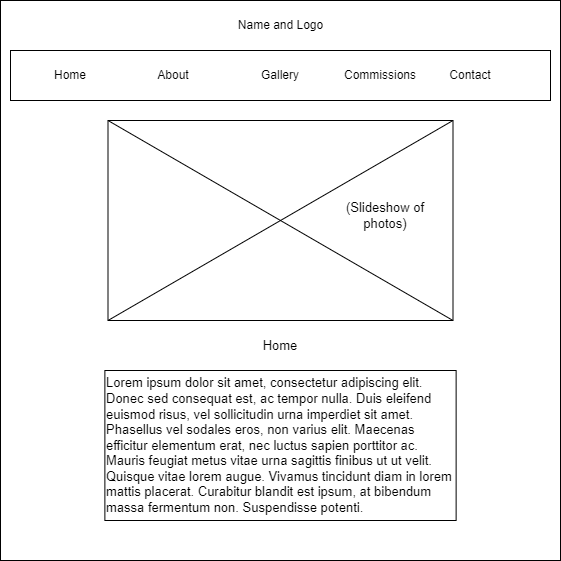 Name and Logo
Home About Gallery Commissions Contact
(Slideshow of
photos)
Home
Lorem ipsum dolor sit amet, consectetur adipiscing elit.
Donec sed consequat est, ac tempor nulla. Duis eleifend
euismod risus, vel sollicitudin urna imperdiet sit amet.
Phasellus vel sodales eros, non varius elit. Maecenas
efficitur elementum erat, nec luctus sapien porttitor ac.
Mauris feugiat metus vitae urna sagittis finibus ut ut velit.
Quisque vitae lorem augue. Vivamus tincidunt diam in lorem
mattis placerat. Curabitur blandit est ipsum, at bibendum
massa fermentum non. Suspendisse potenti.